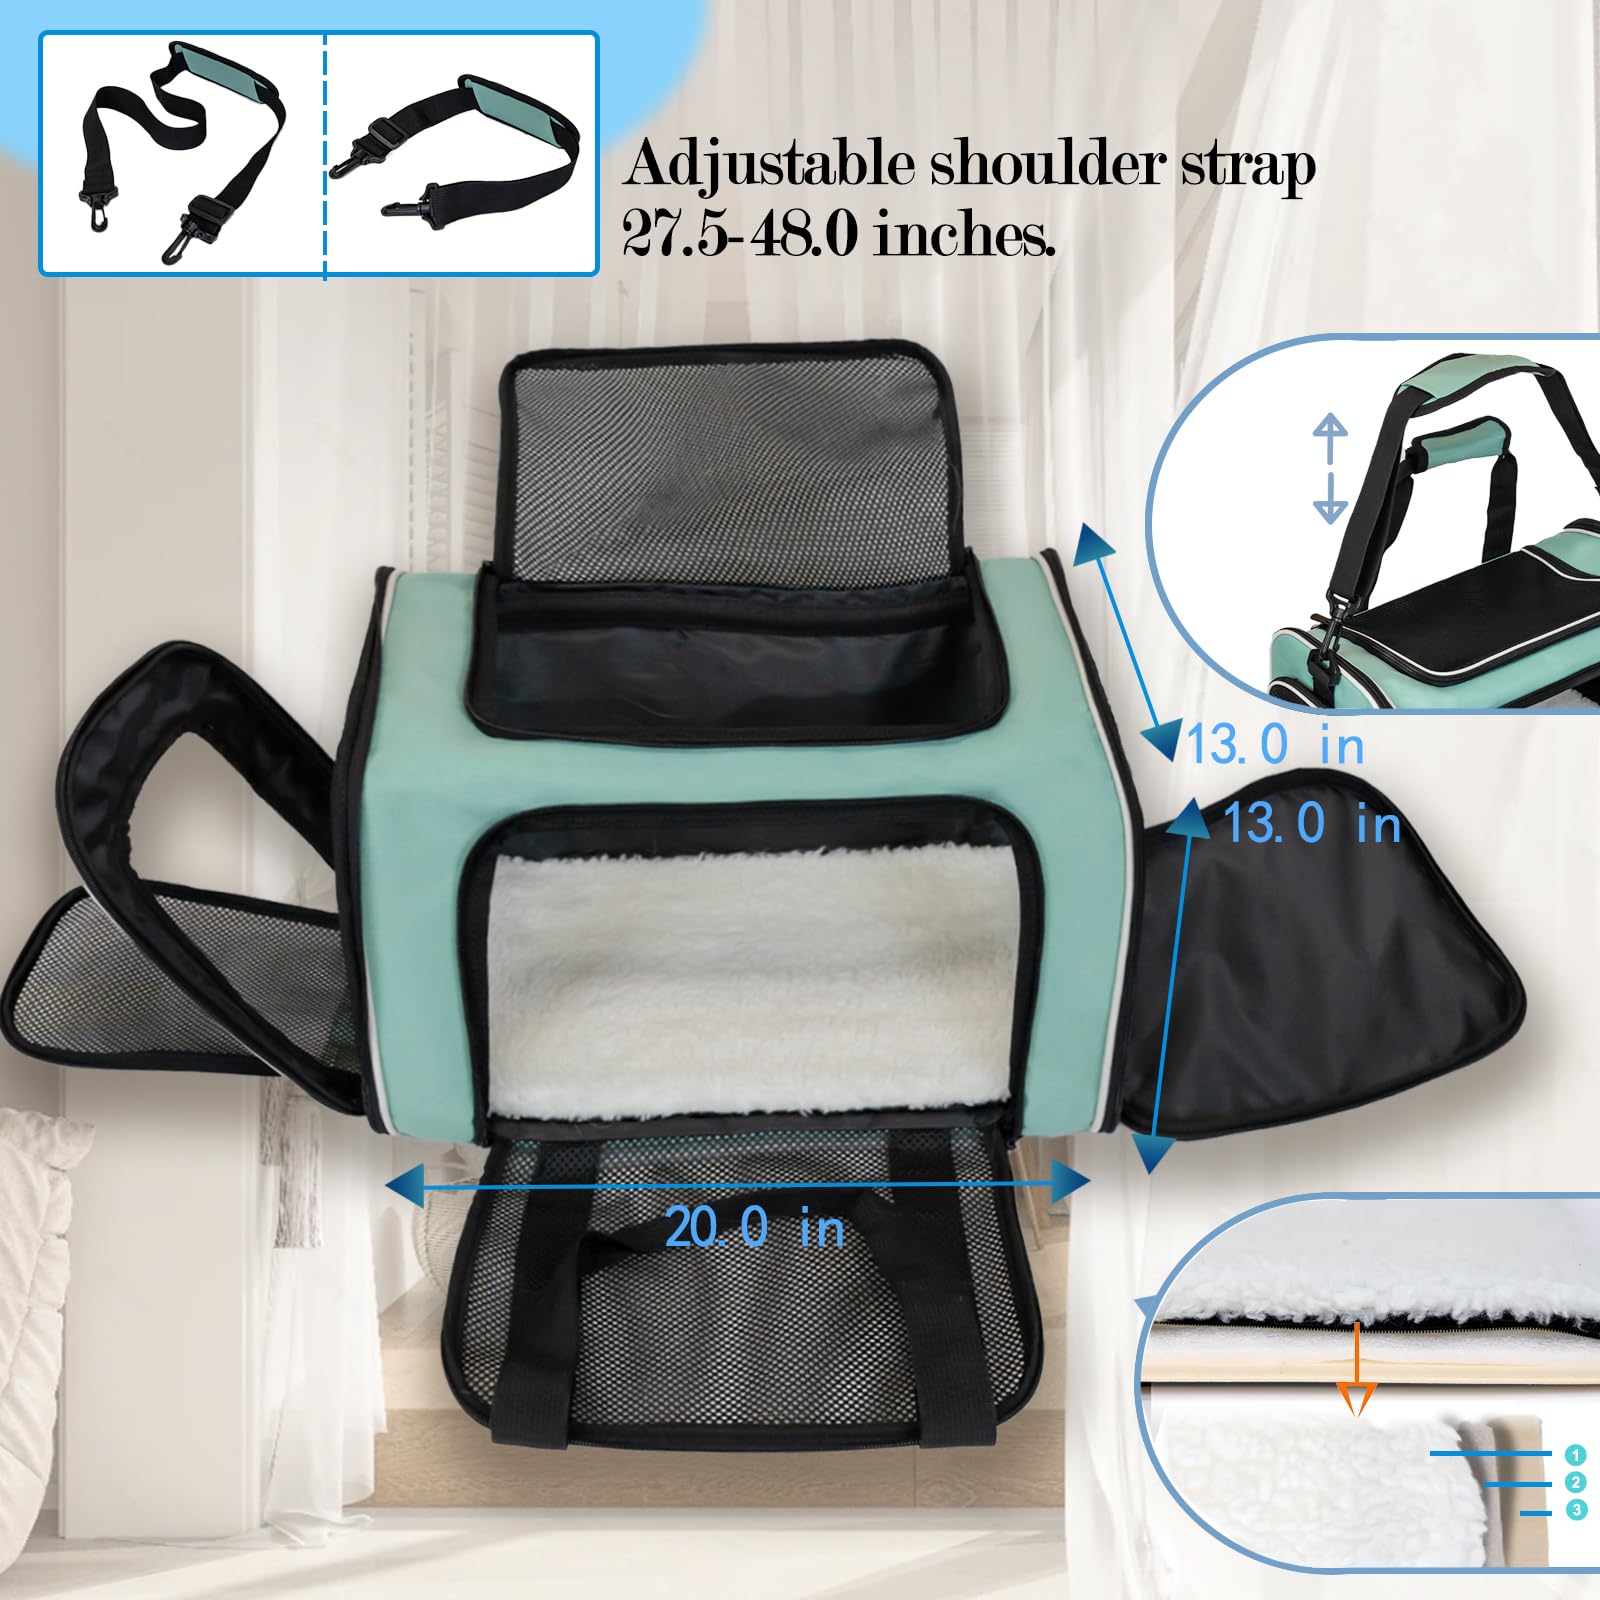 Adjustable shoulder strap
27.5-48.0 inches.
13.0 in
13.0 in
20.0 in
1
2
3